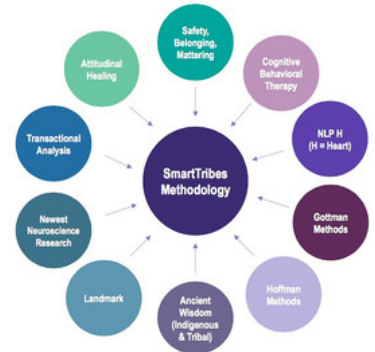 Safety,
Belonging,
Mattering
Cognitive
Behavioral
Therapy
NLP H
(H = Heart)
Gottman
Methods
Hoffman
Methods
Ancient
Wisdom
(Indigenous
& Tribal)
Landmark
Newest
Neuroscience
Research
Transactional
Analysis
Attitudinal
Healing
SmartTribes
Methodology